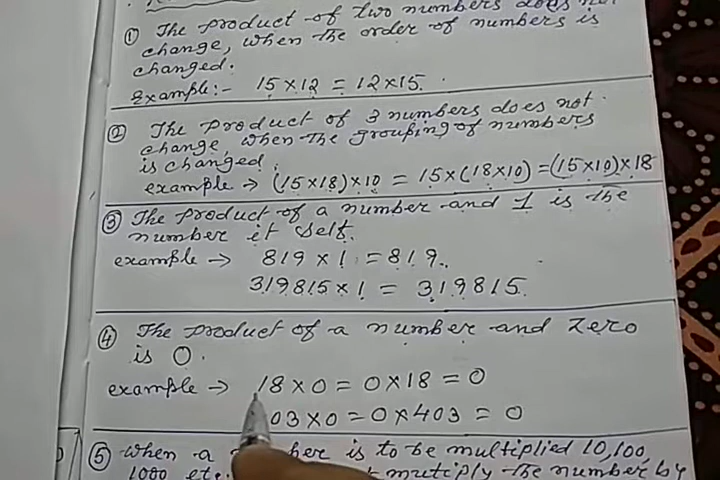 ① The product of two numbers does not
change, when the order of numbers is
changed.
Example:- 15×12 = 12×15.
② The product of 3 numbers does not
change, when the grouping of numbers
is changed.
example → (15×18)×10 = 15×(18×10) = (15×10)×18
③ The product of a number and 1 is the
number it self.
example → 819 × 1 = 819.
319815 × 1 = 319815.
④ The product of a number and zero
is 0.
example → 18×0 = 0×18 = 0
03×0 = 0×403 = 0
⑤ When a is to be multiplied 10,100,
1000 etc. mutiply the number by